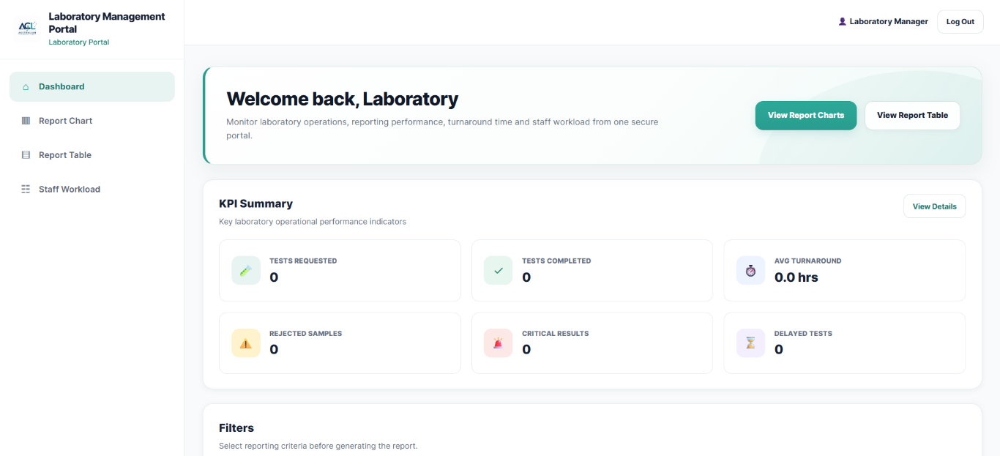 ACL
AUSTRALIAN
Laboratory Management
Portal
Laboratory Portal
Laboratory Manager
Log Out
Dashboard
Report Chart
Report Table
Staff Workload
Welcome back, Laboratory
Monitor laboratory operations, reporting performance, turnaround time and staff workload from one secure
portal.
View Report Charts
View Report Table
KPI Summary
Key laboratory operational performance indicators
View Details
TESTS REQUESTED
0
TESTS COMPLETED
0
AVG TURNAROUND
0.0 hrs
REJECTED SAMPLES
0
CRITICAL RESULTS
0
DELAYED TESTS
0
Filters
Select reporting criteria before generating the report.